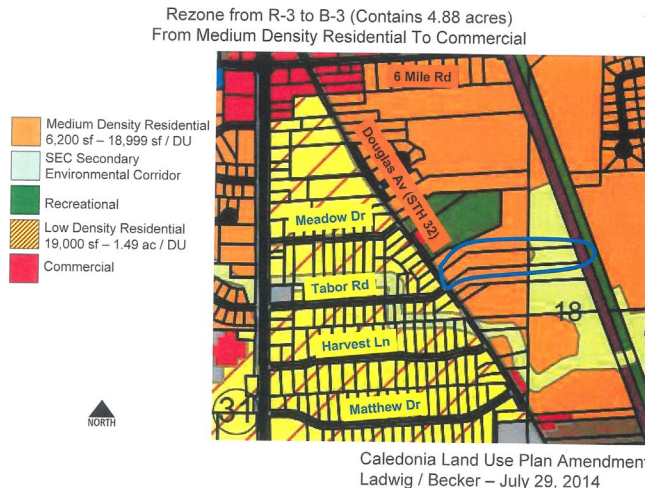 Rezone from R-3 to B-3 (Contains 4.88 acres)
From Medium Density Residential To Commercial
6 Mile Rd
Douglas Av (STH 32)
Medium Density Residential
6,200 sf – 18,999 sf / DU
SEC Secondary
Environmental Corridor
Recreational
Low Density Residential
19,000 sf – 1.49 ac / DU
Commercial
Meadow Dr
Tabor Rd
18
Harvest Ln
Matthew Dr
31
NORTH
Caledonia Land Use Plan Amendment
Ladwig / Becker – July 29, 2014